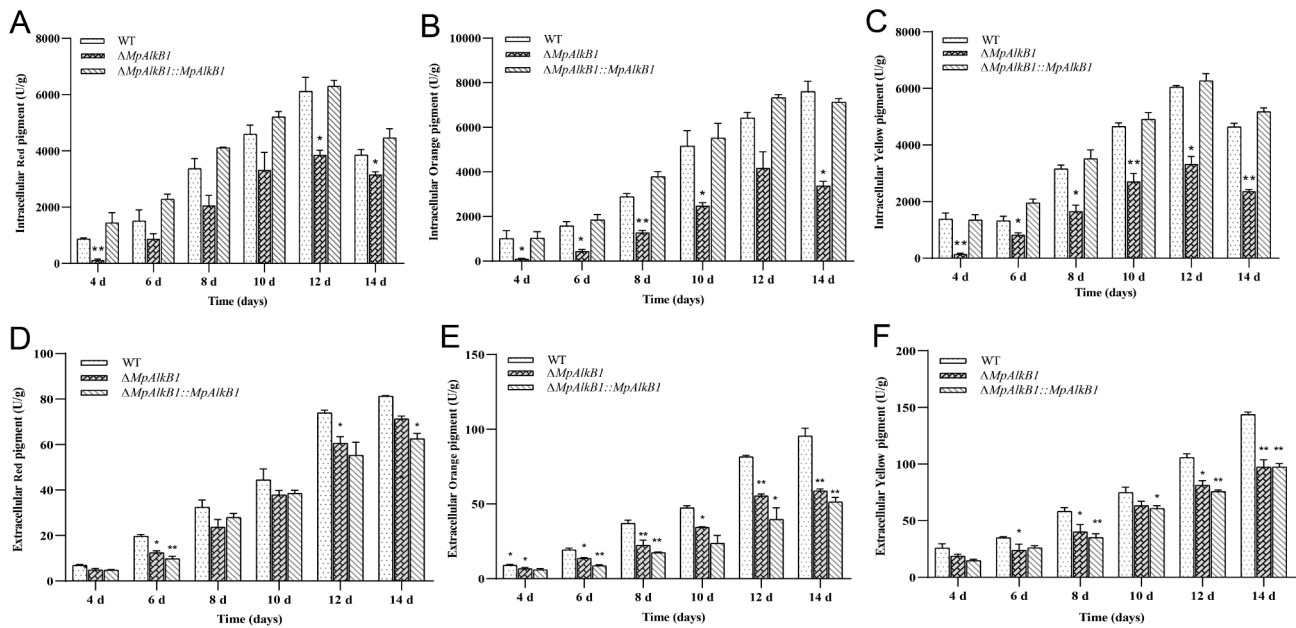 A
Intracellular Red pigment (U/g)
8000
6000
4000
2000
0
WT
ΔMpAlkB1
ΔMpAlkB1::MpAlkB1
** * *
4 d 6 d 8 d 10 d 12 d 14 d
Time (days)
B
Intracellular Orange pigment (U/g)
10000
8000
6000
4000
2000
0
WT
ΔMpAlkB1
ΔMpAlkB1::MpAlkB1
* * ** * *
4 d 6 d 8 d 10 d 12 d 14 d
Time (days)
C
Intracellular Yellow pigment (U/g)
8000
6000
4000
2000
0
WT
ΔMpAlkB1
ΔMpAlkB1::MpAlkB1
** * * ** * **
4 d 6 d 8 d 10 d 12 d 14 d
Time (days)
D
Extracellular Red pigment (U/g)
100
80
60
40
20
0
WT
ΔMpAlkB1
ΔMpAlkB1::MpAlkB1
* ** * *
4 d 6 d 8 d 10 d 12 d 14 d
Time (days)
E
Extracellular Orange pigment (U/g)
150
100
50
0
WT
ΔMpAlkB1
ΔMpAlkB1::MpAlkB1
* * * ** ** ** * ** * ** **
4 d 6 d 8 d 10 d 12 d 14 d
Time (days)
F
Extracellular Yellow pigment (U/g)
200
150
100
50
0
WT
ΔMpAlkB1
ΔMpAlkB1::MpAlkB1
* * ** * * ** ** **
4 d 6 d 8 d 10 d 12 d 14 d
Time (days)